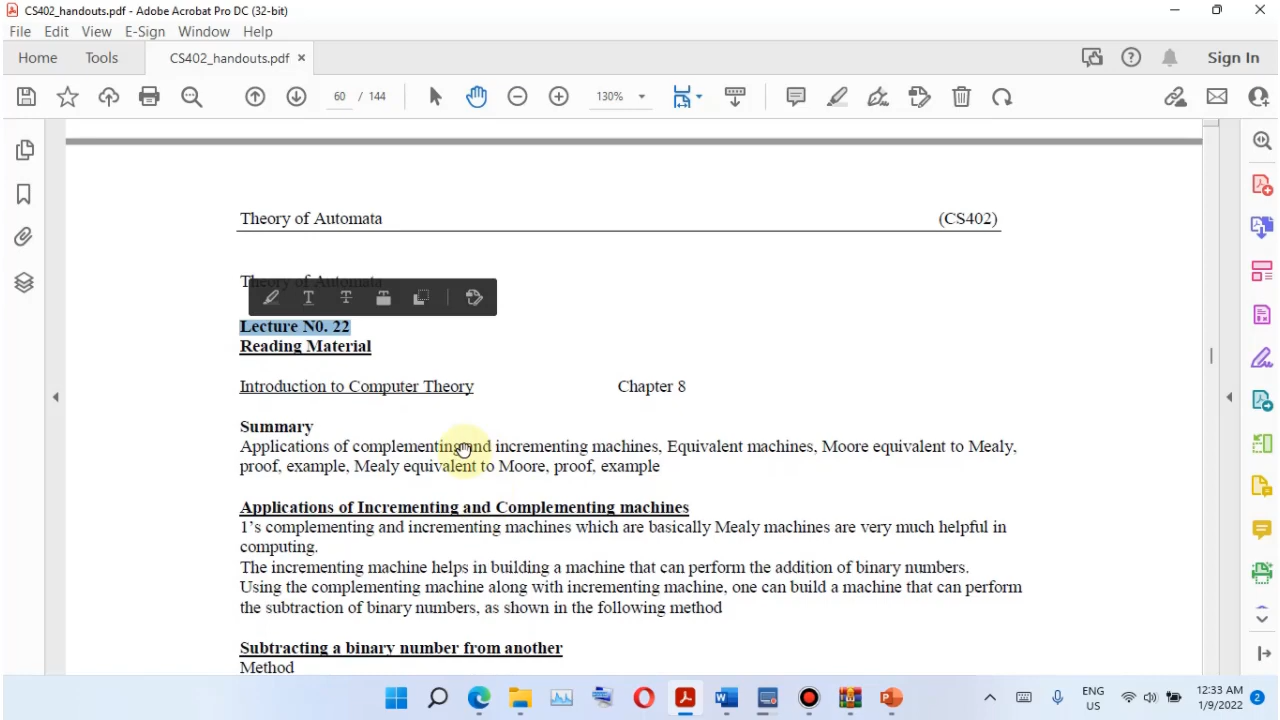 CS402_handouts.pdf - Adobe Acrobat Pro DC (32-bit)
File Edit View E-Sign Window Help
Home Tools CS402_handouts.pdf × Sign In
60 / 144 130%
Theory of Automata (CS402)
Theory of Automata
Lecture N0. 22
Reading Material
Introduction to Computer Theory Chapter 8
Summary
Applications of complementing and incrementing machines, Equivalent machines, Moore equivalent to Mealy,
proof, example, Mealy equivalent to Moore, proof, example
Applications of Incrementing and Complementing machines
1’s complementing and incrementing machines which are basically Mealy machines are very much helpful in
computing.
The incrementing machine helps in building a machine that can perform the addition of binary numbers.
Using the complementing machine along with incrementing machine, one can build a machine that can perform
the subtraction of binary numbers, as shown in the following method
Subtracting a binary number from another
Method
ENG
US
12:33 AM
1/9/2022
2